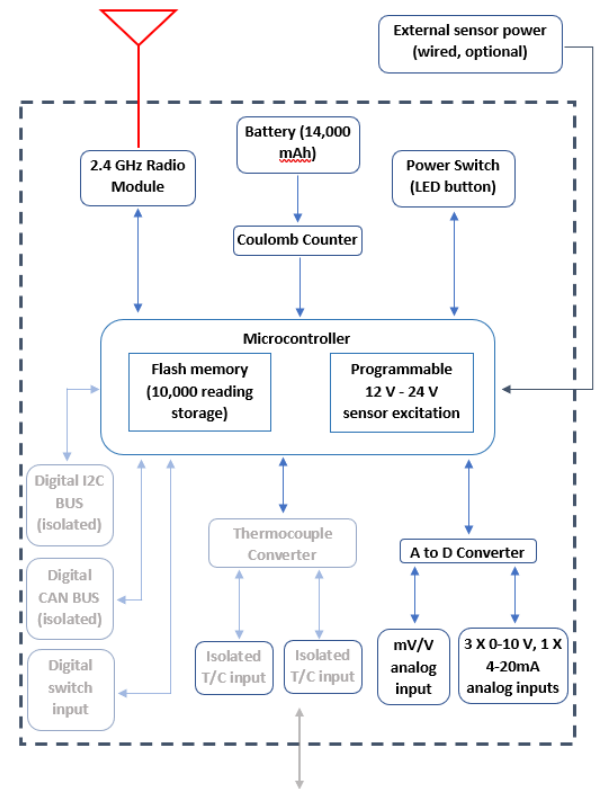 External sensor power
(wired, optional)
2.4 GHz Radio
Module
Battery (14,000
mAh)
Power Switch
(LED button)
Coulomb Counter
Microcontroller
Flash memory
(10,000 reading
storage)
Programmable
12 V - 24 V
sensor excitation
Digital I2C
BUS
(isolated)
Thermocouple
Converter
A to D Converter
Digital
CAN BUS
(isolated)
Digital
switch
input
Isolated
T/C input
Isolated
T/C input
mV/V
analog
input
3 X 0-10 V, 1 X
4-20mA
analog inputs